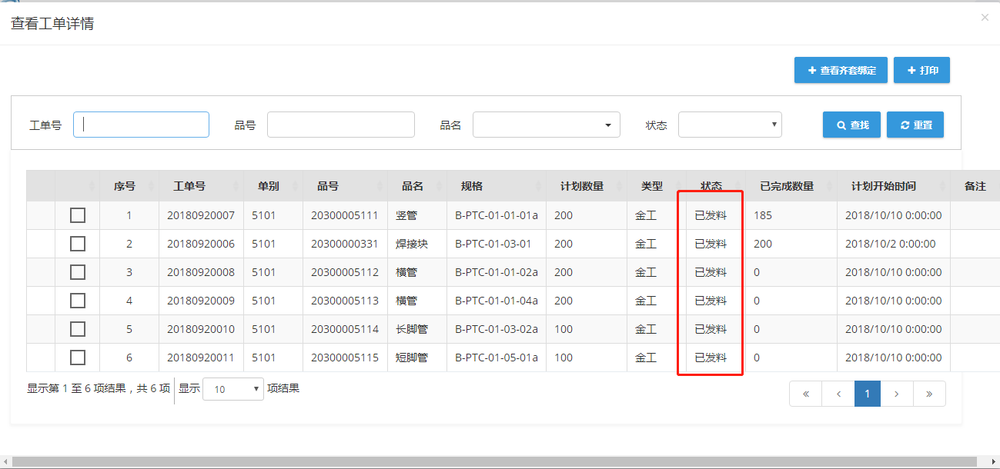 查看工单详情
×
查看齐套绑定 打印
工单号 品号 品名 状态 查找 重置
序号 工单号 单别 品号 品名 规格 计划数量 类型 状态 已完成数量 计划开始时间 备注
1 20180920007 5101 20300005111 竖管 B-PTC-01-01-01a 200 金工 已发料 185 2018/10/10 0:00:00
2 20180920006 5101 20300000331 焊接块 B-PTC-01-03-01 200 金工 已发料 200 2018/10/2 0:00:00
3 20180920008 5101 20300005112 横管 B-PTC-01-01-02a 200 金工 已发料 0 2018/10/10 0:00:00
4 20180920009 5101 20300005113 横管 B-PTC-01-01-04a 200 金工 已发料 0 2018/10/10 0:00:00
5 20180920010 5101 20300005114 长脚管 B-PTC-01-03-02a 100 金工 已发料 0 2018/10/10 0:00:00
6 20180920011 5101 20300005115 短脚管 B-PTC-01-05-01a 100 金工 已发料 0 2018/10/10 0:00:00
显示第 1 至 6 项结果，共 6 项 显示 10 项结果
« ‹ 1 › »